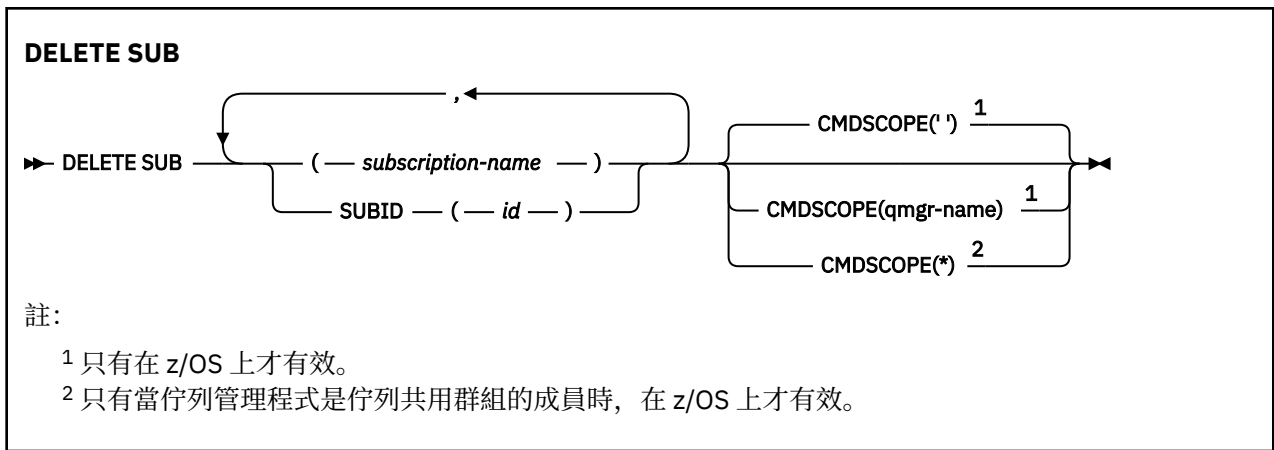 DELETE SUB
,
DELETE SUB ( subscription-name ) CMDSCOPE(' ') 1
SUBID ( id ) CMDSCOPE(qmgr-name) 1
CMDSCOPE(*) 2
註：
1 只有在 z/OS 上才有效。
2 只有當佇列管理程式是佇列共用群組的成員時，在 z/OS 上才有效。